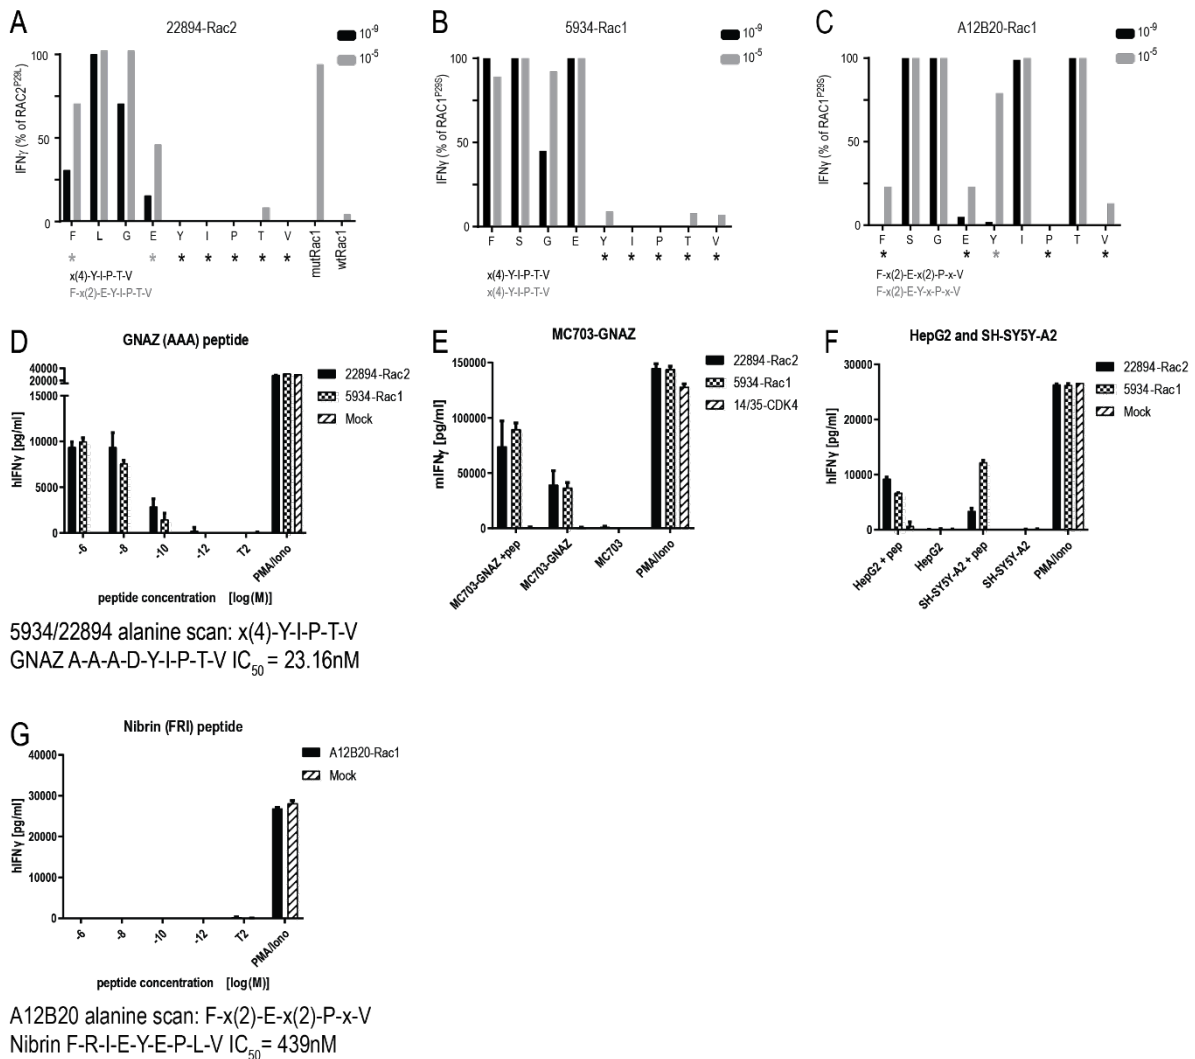 A
22894-Rac2
10-9
10-5
IFNγ (% of RAC2P29L)
100
50
0
F L G E Y I P T V mutRac1 wtRac1
* * * * * * *
x(4)-Y-I-P-T-V
F-x(2)-E-Y-I-P-T-V
B
5934-Rac1
10-9
10-5
IFNγ (% of RAC1P29S)
100
50
0
F S G E Y I P T V
* * * * *
x(4)-Y-I-P-T-V
x(4)-Y-I-P-T-V
C
A12B20-Rac1
10-9
10-5
IFNγ (% of RAC1P29S)
100
50
0
F S G E Y I P T V
* * * * *
F-x(2)-E-x(2)-P-x-V
F-x(2)-E-Y-x-P-x-V
D
GNAZ (AAA) peptide
22894-Rac2
5934-Rac1
Mock
hIFNγ [pg/ml]
40000
20000
15000
10000
5000
0
-6 -8 -10 -12 T2 PMA/Iono
peptide concentration [log(M)]
5934/22894 alanine scan: x(4)-Y-I-P-T-V
GNAZ A-A-A-D-Y-I-P-T-V IC50 = 23.16nM
E
MC703-GNAZ
22894-Rac2
5934-Rac1
14/35-CDK4
mIFNγ [pg/ml]
150000
100000
50000
0
MC703-GNAZ +pep MC703-GNAZ MC703 PMA/Iono
F
HepG2 and SH-SY5Y-A2
22894-Rac2
5934-Rac1
Mock
hIFNγ [pg/ml]
30000
20000
10000
0
HepG2 + pep HepG2 SH-SY5Y-A2 + pep SH-SY5Y-A2 PMA/Iono
G
Nibrin (FRI) peptide
A12B20-Rac1
Mock
hIFNγ [pg/ml]
40000
30000
20000
10000
0
-6 -8 -10 -12 T2 PMA/Iono
peptide concentration [log(M)]
A12B20 alanine scan: F-x(2)-E-x(2)-P-x-V
Nibrin F-R-I-E-Y-E-P-L-V IC50 = 439nM